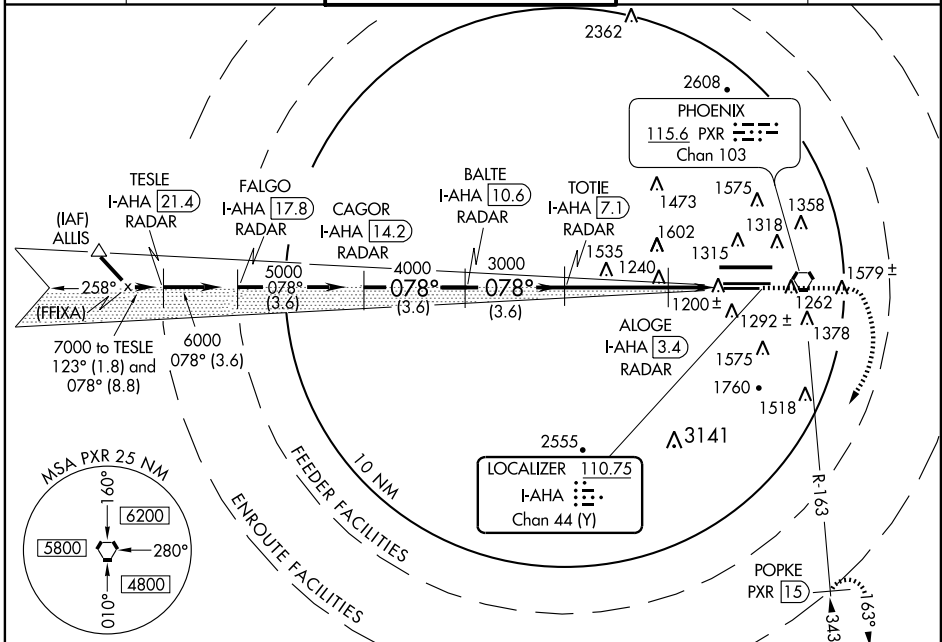 2362
2608
PHOENIX
115.6 PXR
Chan 103
TESLE
I-AHA 21.4
RADAR
FALGO
I-AHA 17.8
RADAR
CAGOR
I-AHA 14.2
RADAR
BALTE
I-AHA 10.6
RADAR
TOTIE
I-AHA 7.1
RADAR
1473
1575
1358
1318
1602
1315
1535
1240
(IAF)
ALLIS
258°
(FFIXA)
5000
078°
(3.6)
4000
078°
(3.6)
3000
078°
(3.6)
1579 ±
1200 ±
1262
1292 ±
1378
7000 to TESLE
123° (1.8) and
078° (8.8)
6000
078° (3.6)
ALOGE
I-AHA 3.4
RADAR
1575
1760
1518
3141
2555
LOCALIZER 110.75
I-AHA
Chan 44 (Y)
10 NM
FEEDER FACILITIES
ENROUTE FACILITIES
MSA PXR 25 NM
160°
6200
5800
280°
4800
010°
R-163
POPKE
PXR 15
163°
343